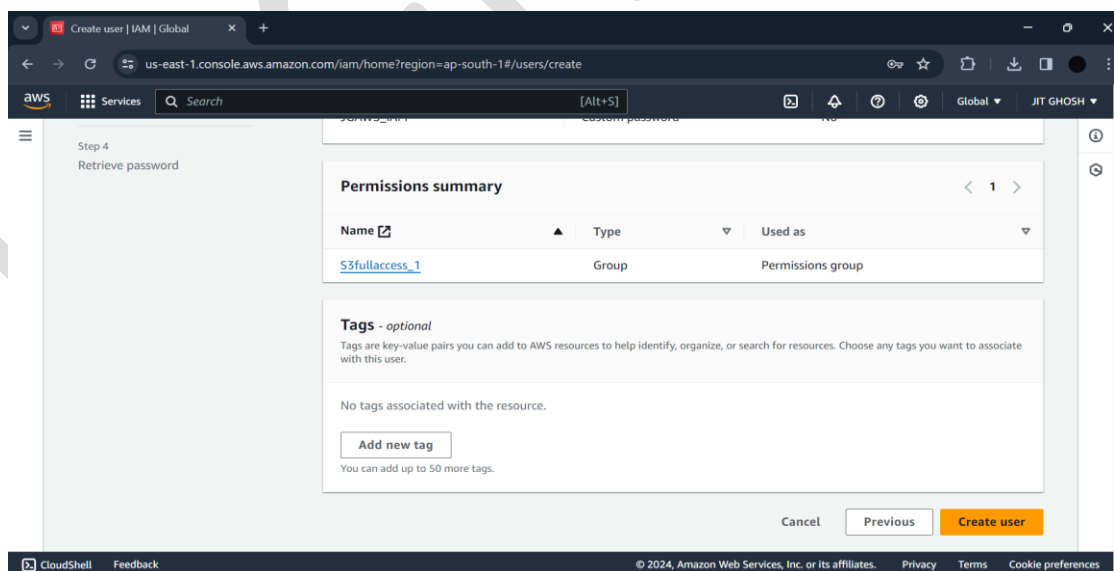 Create user | IAM | Global
us-east-1.console.aws.amazon.com/iam/home?region=ap-south-1#/users/create
aws Services Search [Alt+S] Global JIT GHOSH
Custom password No
Step 4
Retrieve password
Permissions summary 1
Name Type Used as
S3fullaccess_1 Group Permissions group
Tags - optional
Tags are key-value pairs you can add to AWS resources to help identify, organize, or search for resources. Choose any tags you want to associate
with this user.
No tags associated with the resource.
Add new tag
You can add up to 50 more tags.
Cancel Previous Create user
CloudShell Feedback © 2024, Amazon Web Services, Inc. or its affiliates. Privacy Terms Cookie preferences